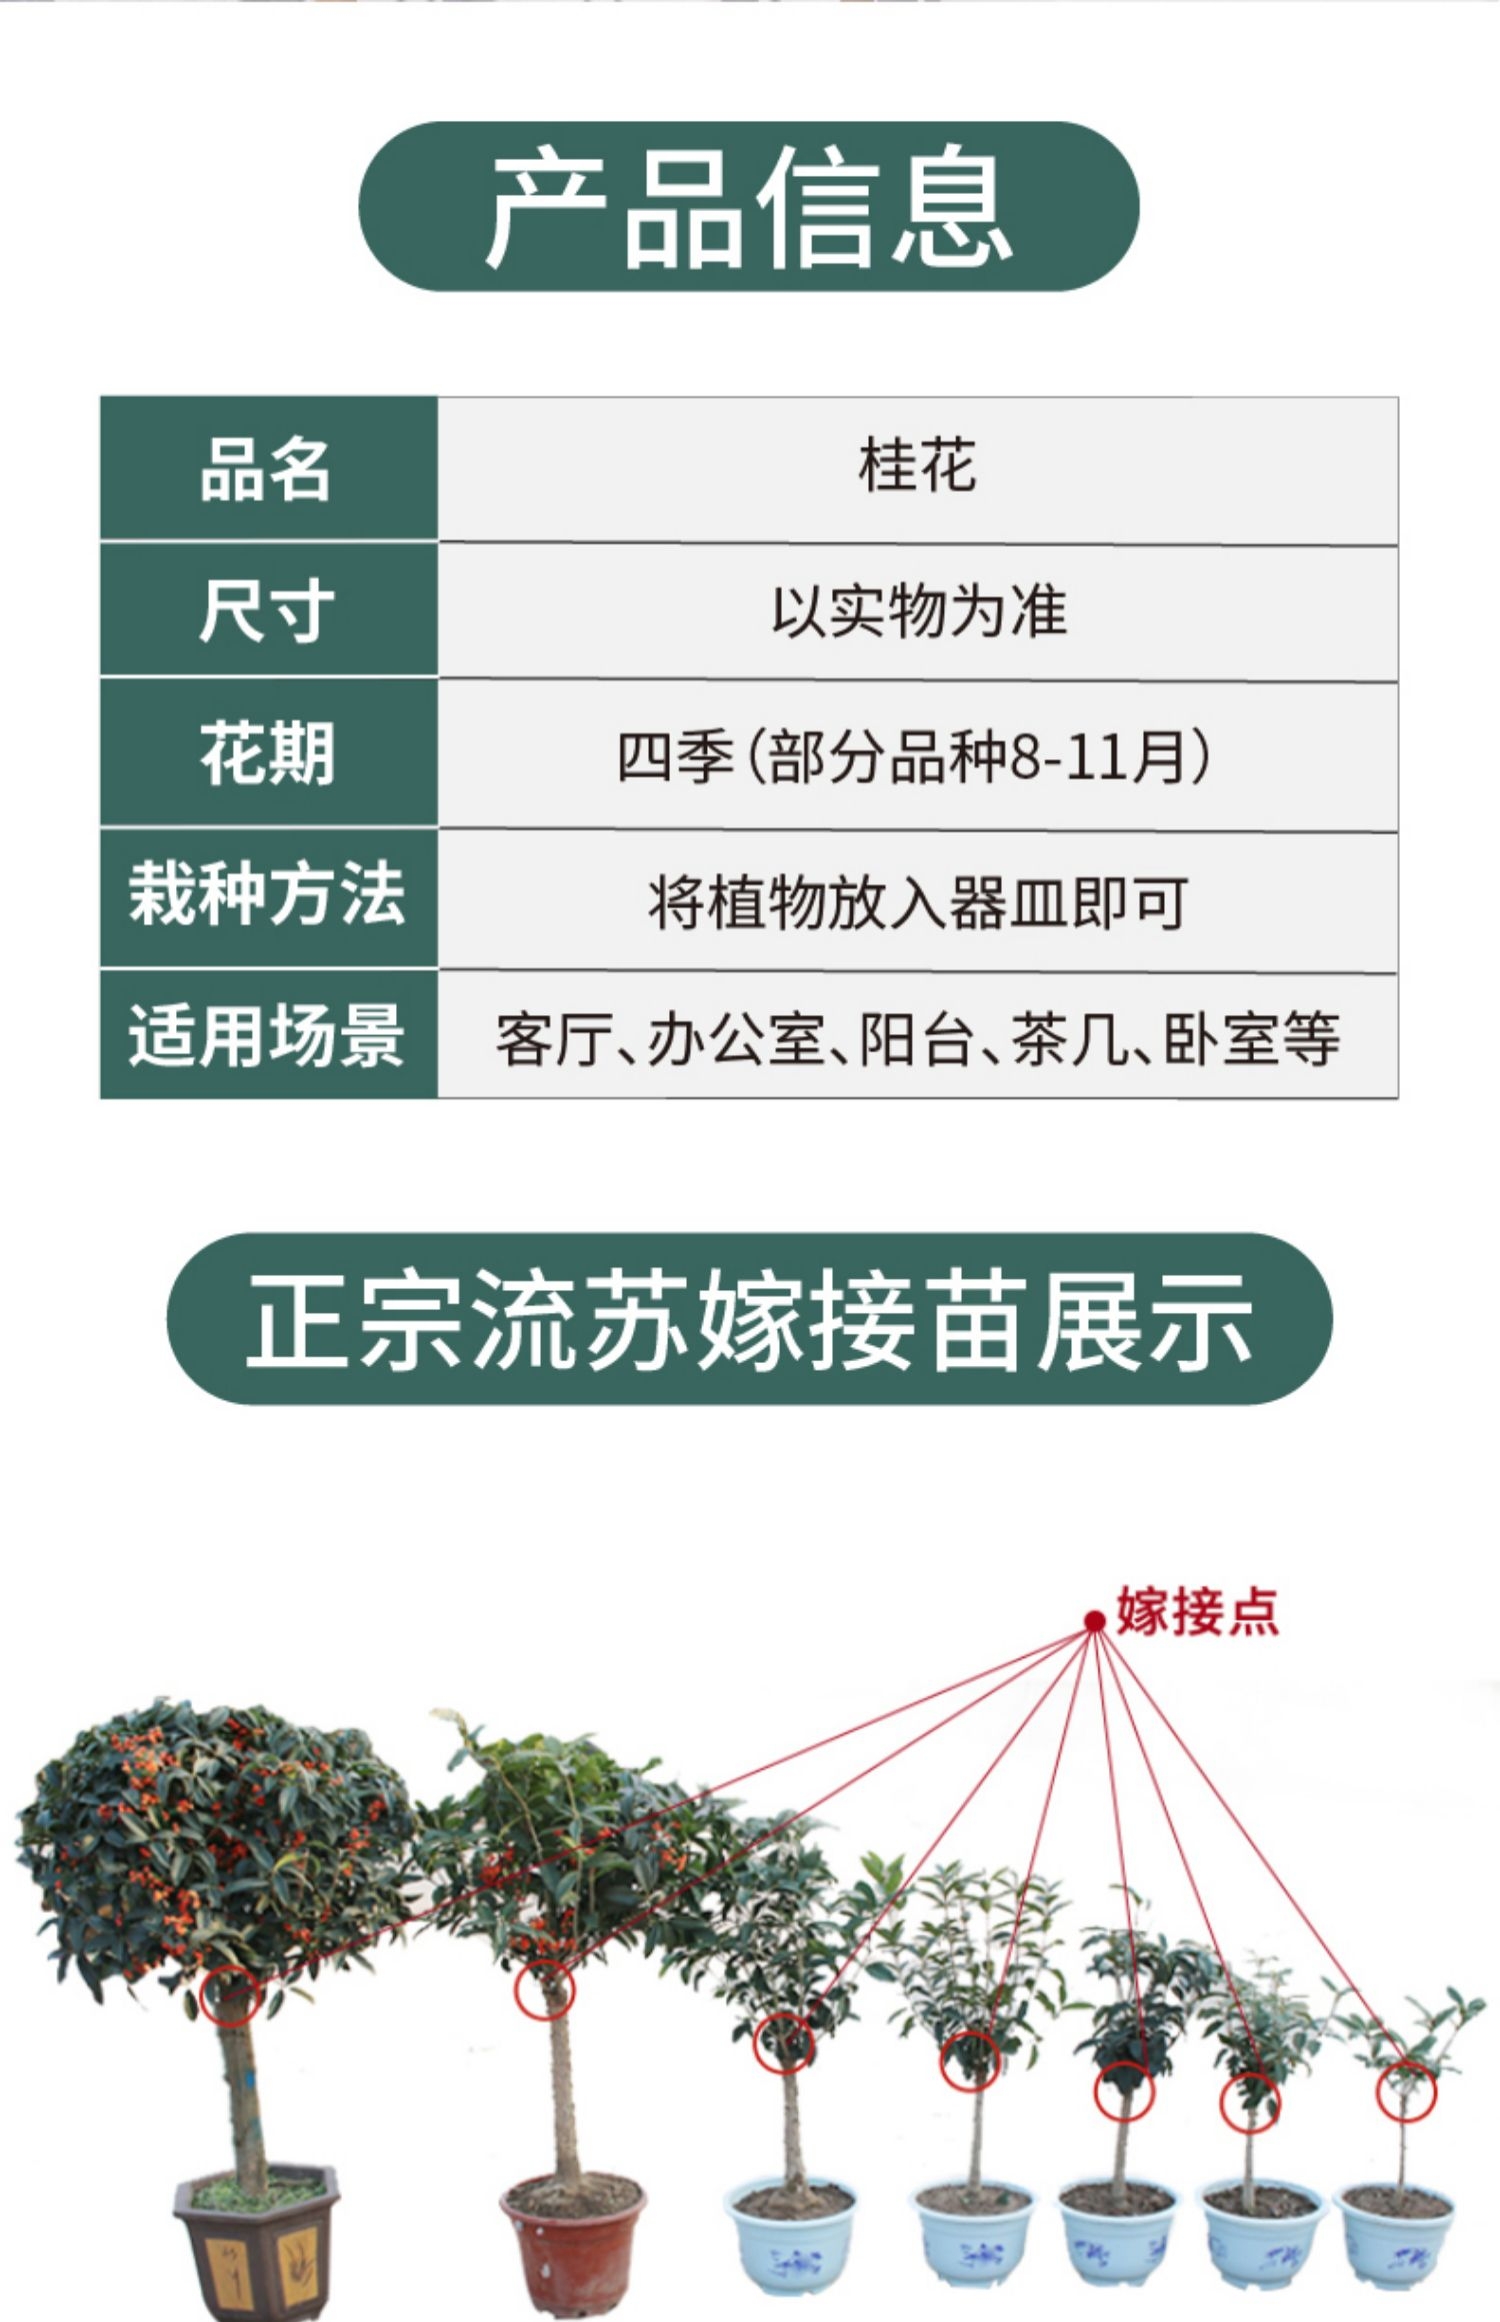 产品信息
品名 桂花
尺寸 以实物为准
花期 四季（部分品种8-11月）
栽种方法 将植物放入器皿即可
适用场景 客厅、办公室、阳台、茶几、卧室等
正宗流苏嫁接苗展示
嫁接点